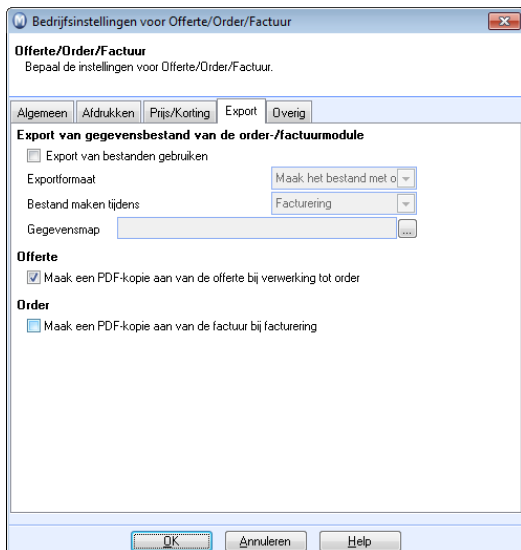 Bedrijfsinstellingen voor Offerte/Order/Factuur
Offerte/Order/Factuur
Bepaal de instellingen voor Offerte/Order/Factuur.
Algemeen Afdrukken Prijs/Korting Export Overig
Export van gegevensbestand van de order-/factuurmodule
Export van bestanden gebruiken
Exportformaat Maak het bestand met o
Bestand maken tijdens Facturering
Gegevensmap ...
Offerte
Maak een PDF-kopie aan van de offerte bij verwerking tot order
Order
Maak een PDF-kopie aan van de factuur bij facturering
OK Annuleren Help